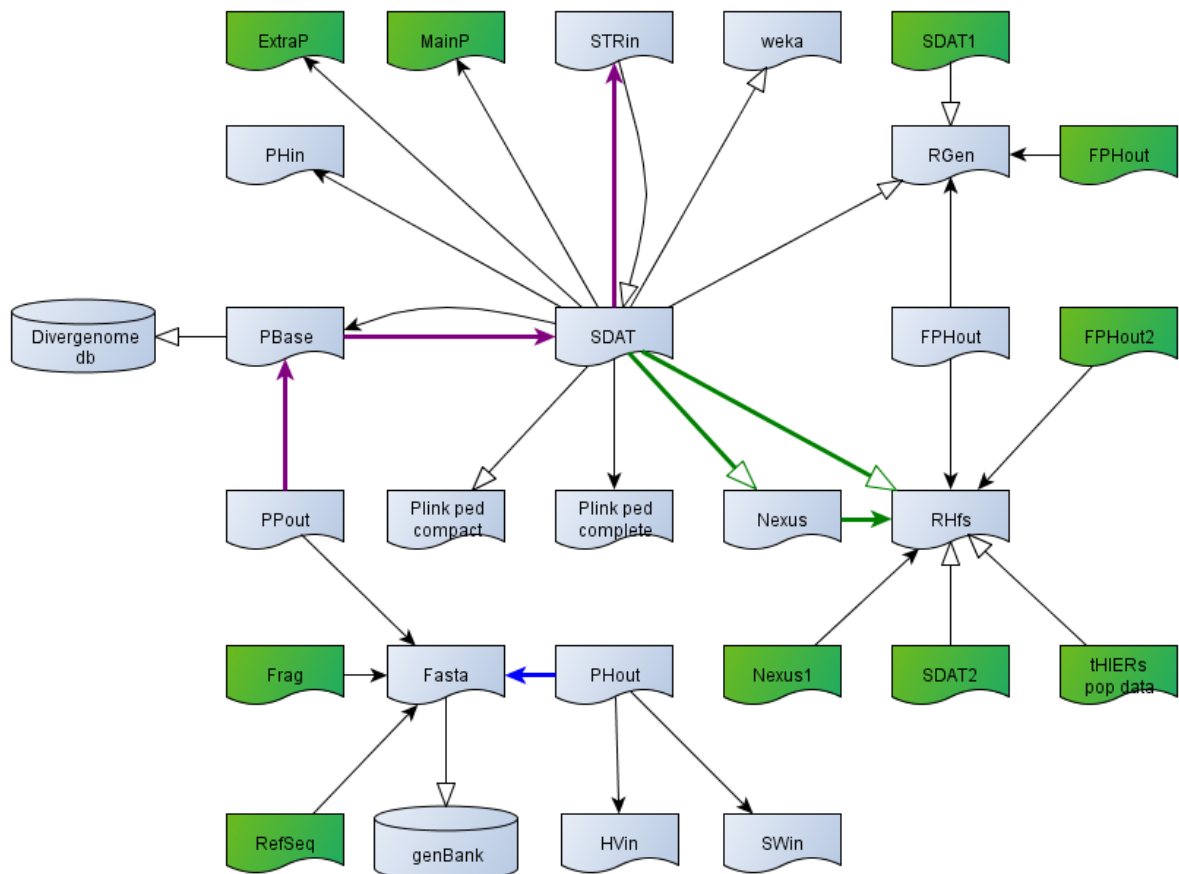 ExtraP
MainP
STRin
weka
SDAT1
PHin
RGen
FPHout
Divergenome
db
PBase
SDAT
FPHout
FPHout2
PPout
Plink ped
compact
Plink ped
complete
Nexus
RHfs
Frag
Fasta
PHout
Nexus1
SDAT2
tHIERs
pop data
RefSeq
genBank
HVin
SWin